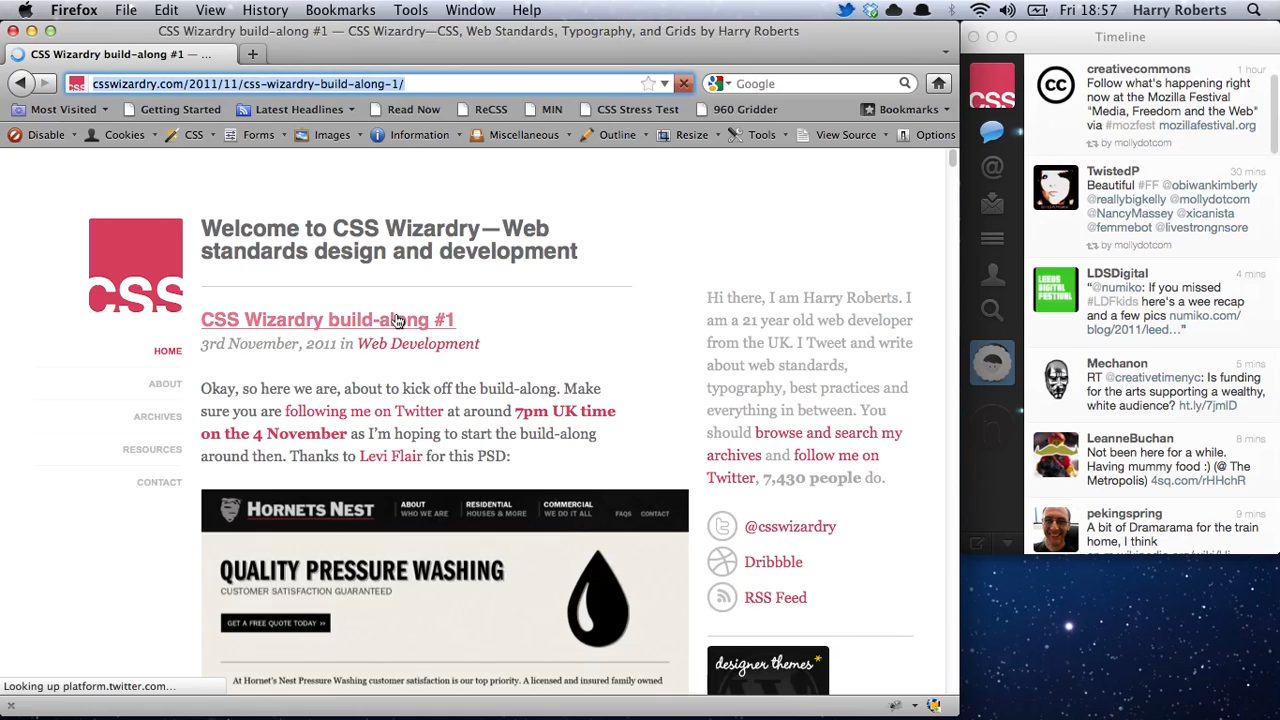 Firefox File Edit View History Bookmarks Tools Window Help Fri 18:57 Harry Roberts
CSS Wizardry build-along #1 — CSS Wizardry—CSS, Web Standards, Typography, and Grids by Harry Roberts
CSS Wizardry build-along #1 — ...
csswizardry.com/2011/11/css-wizardry-build-along-1/
Google
Most Visited Getting Started Latest Headlines Read Now ReCSS MIN CSS Stress Test 960 Gridder Bookmarks
Disable Cookies CSS Forms Images Information Miscellaneous Outline Resize Tools View Source Options
CSS
HOME
ABOUT
ARCHIVES
RESOURCES
CONTACT
Welcome to CSS Wizardry—Web
standards design and development
CSS Wizardry build-along #1
3rd November, 2011 in Web Development
Okay, so here we are, about to kick off the build-along. Make
sure you are following me on Twitter at around 7pm UK time
on the 4 November as I'm hoping to start the build-along
around then. Thanks to Levi Flair for this PSD:
HORNETS NEST
ABOUT
WHO WE ARE
RESIDENTIAL
HOUSES & MORE
COMMERCIAL
WE DO IT ALL
FAQS CONTACT
QUALITY PRESSURE WASHING
CUSTOMER SATISFACTION GUARANTEED
GET A FREE QUOTE TODAY »
At Hornet's Nest Pressure Washing customer satisfaction is our top priority. A licensed and insured family owned
Hi there, I am Harry Roberts. I
am a 21 year old web developer
from the UK. I Tweet and write
about web standards,
typography, best practices and
everything in between. You
should browse and search my
archives and follow me on
Twitter, 7,430 people do.
@csswizardry
Dribbble
RSS Feed
designer themes*
Looking up platform.twitter.com...
Timeline
CSS
creativecommons 1 hour
Follow what's happening right
now at the Mozilla Festival
"Media, Freedom and the Web"
via #mozfest mozillafestival.org
by mollydotcom
TwistedP 30 mins
Beautiful #FF @obiwankimberly
@reallybigkelly @mollydotcom
@NancyMassey @xicanista
@femmebot @livestrongnsore
by mollydotcom
LEEDS DIGITAL FESTIVAL
LDSDigital 4 mins
"@numiko: If you missed
#LDFkids here's a wee recap
and a few pics numiko.com/
blog/2011/leed..."
Mechanon 5 mins
RT @creativetimenyc: Is funding
for the arts supporting a wealthy,
white audience? ht.ly/7jmlD
LeanneBuchan 8 mins
Not been here for a while.
Having mummy food :) (@ The
Metropolis) 4sq.com/rHHchR
pekingspring 9 mins
A bit of Dramarama for the train
home, I think